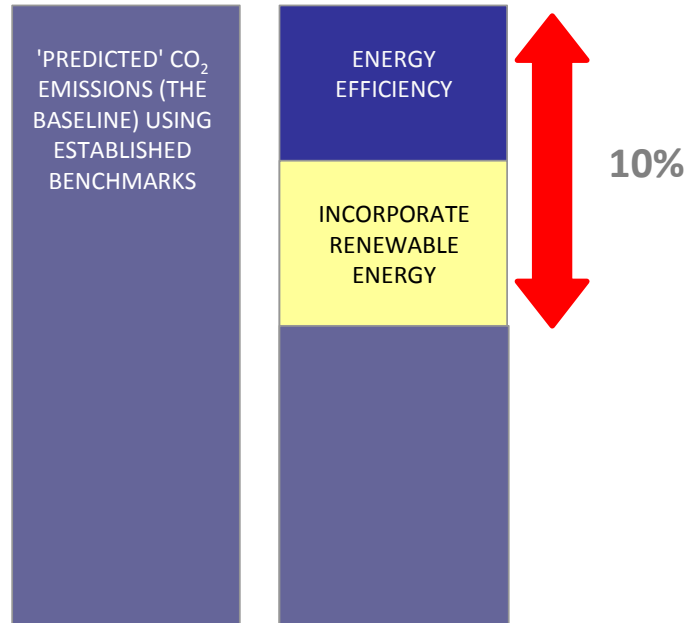 'PREDICTED' CO₂
EMISSIONS (THE
BASELINE) USING
ESTABLISHED
BENCHMARKS
ENERGY
EFFICIENCY
INCORPORATE
RENEWABLE
ENERGY
10%